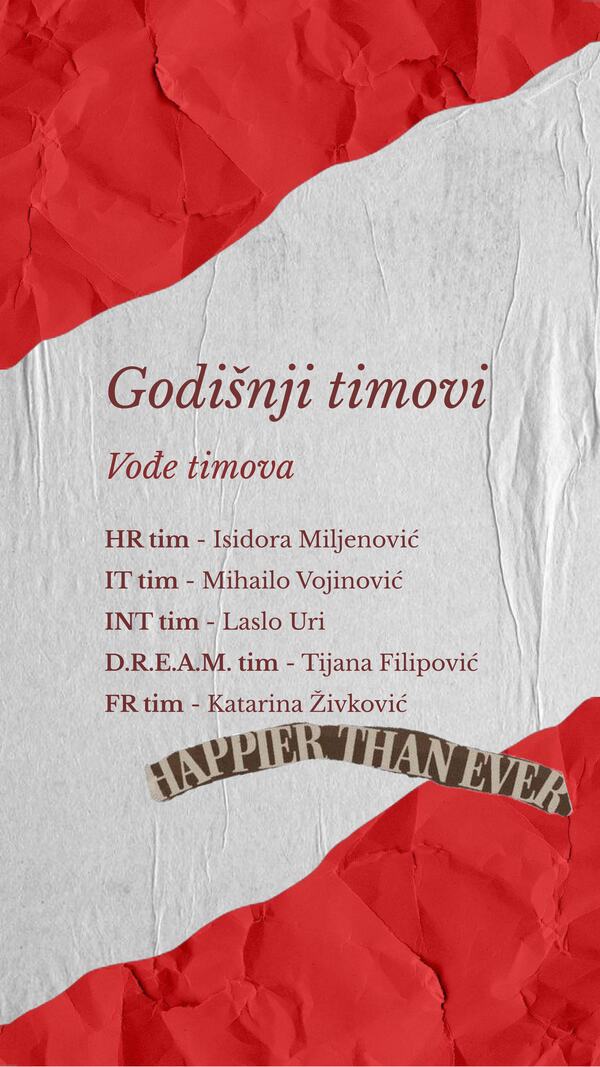 Godišnji timovi
Vođe timova
HR tim - Isidora Miljenović
IT tim - Mihailo Vojinović
INT tim - Laslo Uri
D.R.E.A.M. tim - Tijana Filipović
FR tim - Katarina Živković
HAPPIER THAN EVER